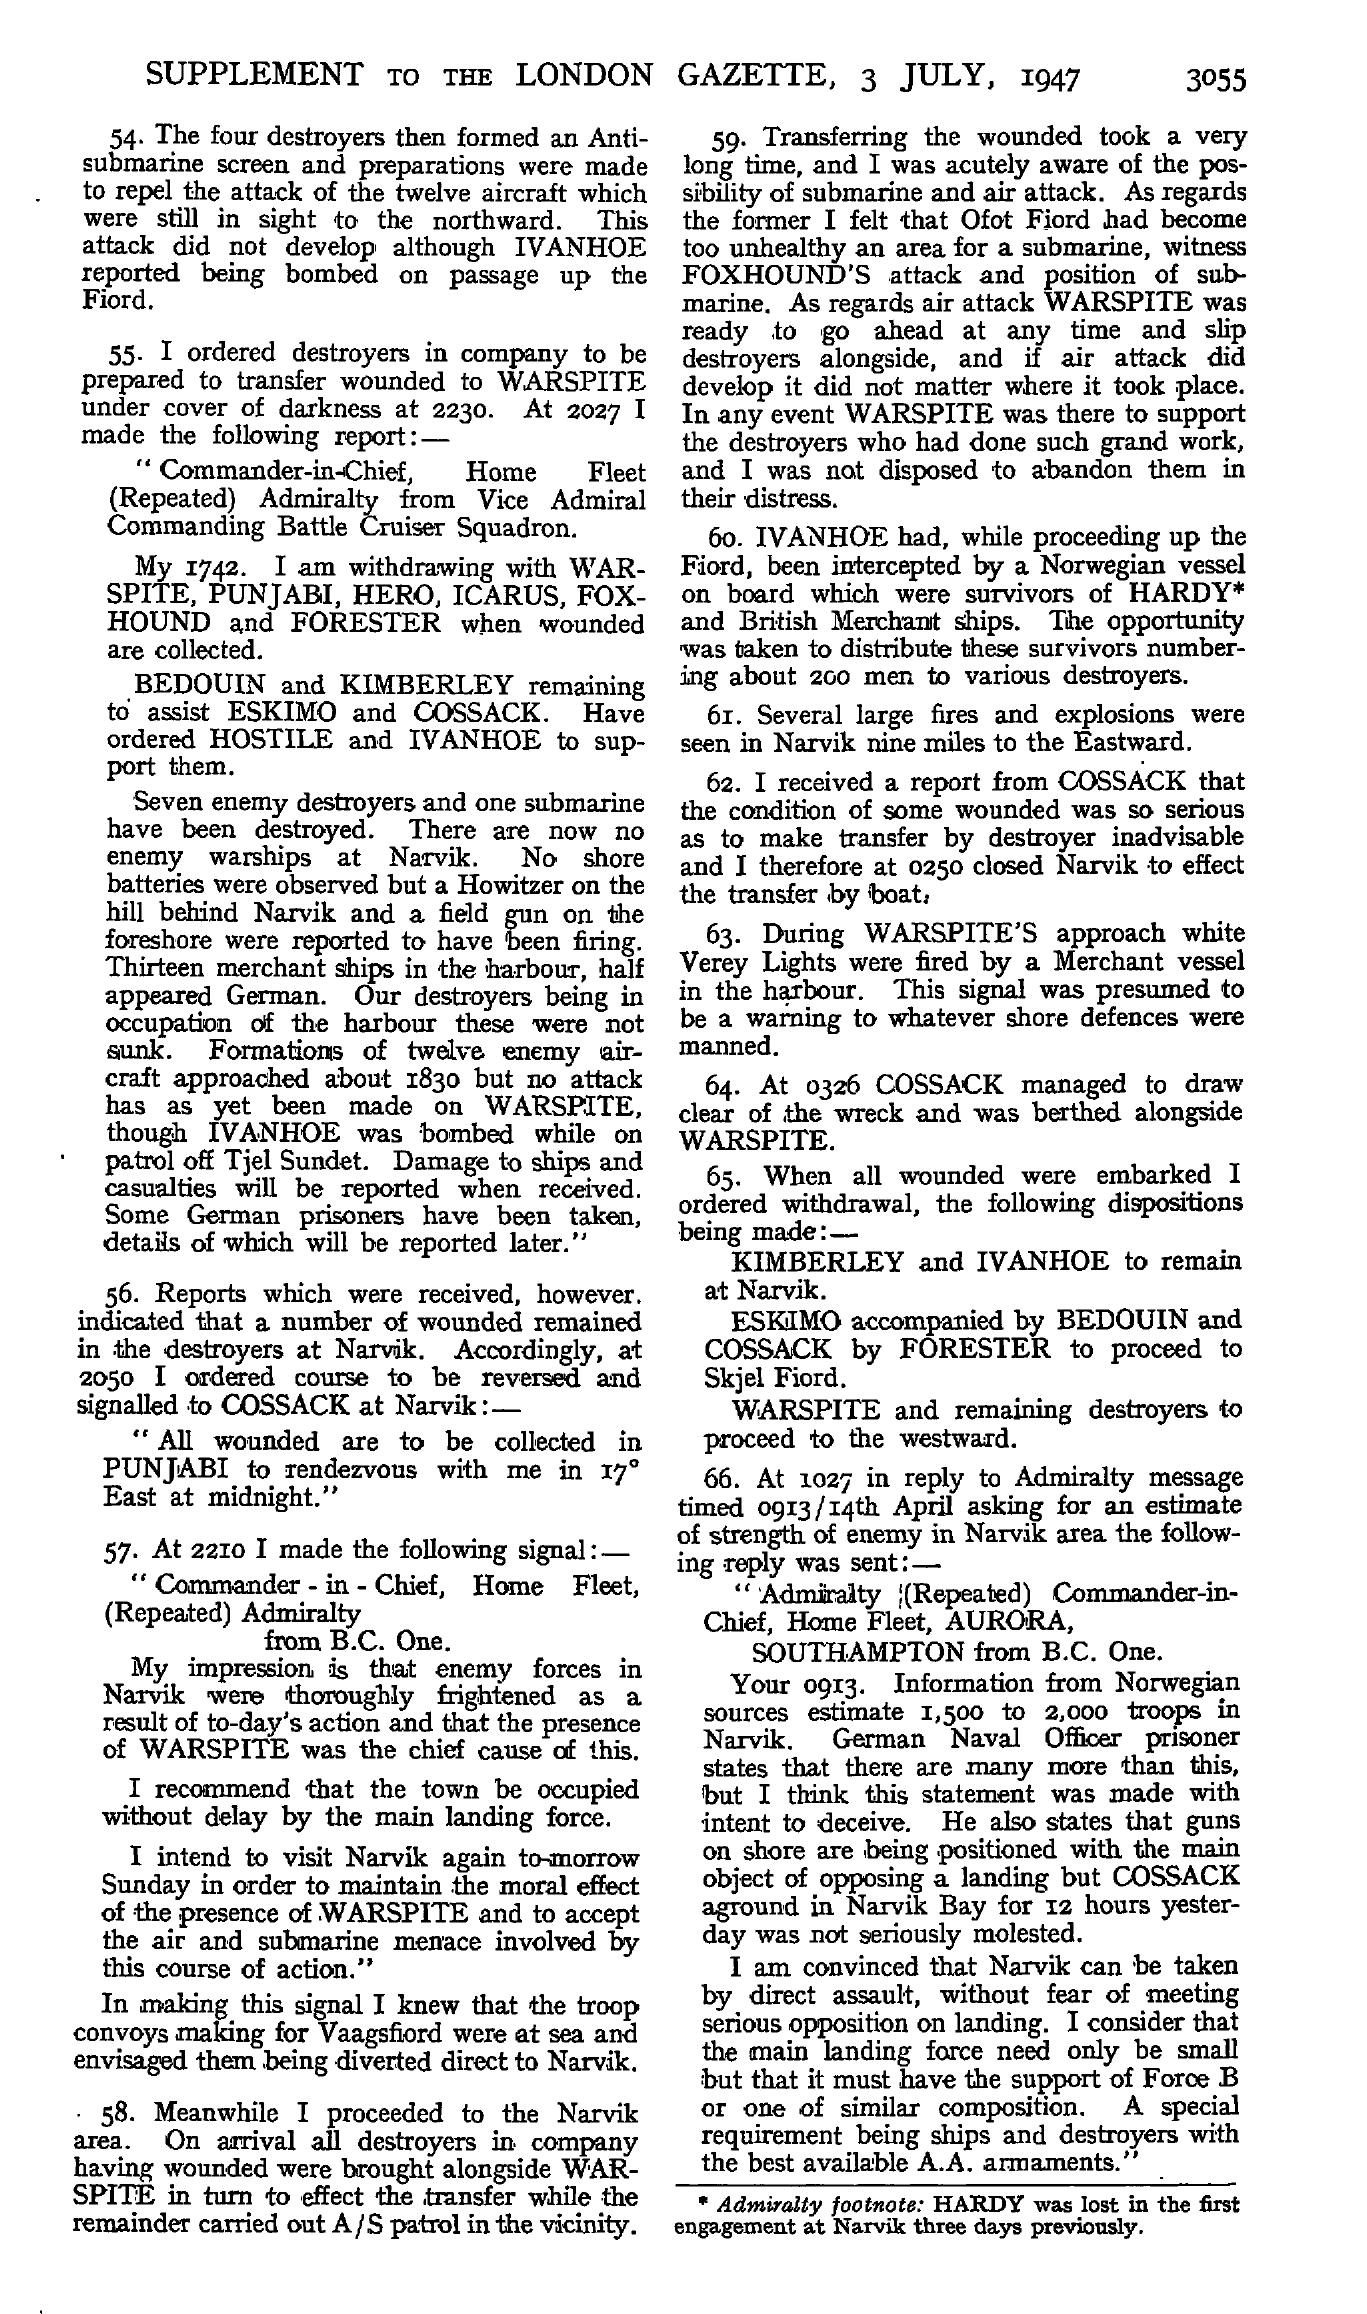 SUPPLEMENT TO THE LONDON GAZETTE, 3 JULY, 1947 3055
54. The four destroyers then formed an Anti-
submarine screen and preparations were made
to repel the attack of the twelve aircraft which
were still in sight to the northward. This
attack did not develop although IVANHOE
reported being bombed on passage up the
Fiord.
55. I ordered destroyers in company to be
prepared to transfer wounded to WARSPITE
under cover of darkness at 2230. At 2027 I
made the following report:—
" Commander-in-Chief, Home Fleet
(Repeated) Admiralty from Vice Admiral
Commanding Battle Cruiser Squadron.
My 1742. I am withdrawing with WAR-
SPITE, PUNJABI, HERO, ICARUS, FOX-
HOUND and FORESTER when wounded
are collected.
BEDOUIN and KIMBERLEY remaining
to assist ESKIMO and COSSACK. Have
ordered HOSTILE and IVANHOE to sup-
port them.
Seven enemy destroyers and one submarine
have been destroyed. There are now no
enemy warships at Narvik. No shore
batteries were observed but a Howitzer on the
hill behind Narvik and a field gun on the
foreshore were reported to have been firing.
Thirteen merchant ships in the harbour, half
appeared German. Our destroyers being in
occupation of the harbour these were not
sunk. Formations of twelve enemy air-
craft approached about 1830 but no attack
has as yet been made on WARSPITE,
though IVANHOE was bombed while on
patrol off Tjel Sundet. Damage to ships and
casualties will be reported when received.
Some German prisoners have been taken,
details of which will be reported later."
56. Reports which were received, however.
indicated that a number of wounded remained
in the destroyers at Narvik. Accordingly, at
2050 I ordered course to be reversed and
signalled to COSSACK at Narvik:—
" All wounded are to be collected in
PUNJABI to rendezvous with me in 17°
East at midnight."
57. At 2210 I made the following signal:—
" Commander - in - Chief, Home Fleet,
(Repeated) Admiralty
from B.C. One.
My impression is that enemy forces in
Narvik were thoroughly frightened as a
result of to-day's action and that the presence
of WARSPITE was the chief cause of this.
I recommend that the town be occupied
without delay by the main landing force.
I intend to visit Narvik again to-morrow
Sunday in order to maintain the moral effect
of the presence of WARSPITE and to accept
the air and submarine menace involved by
this course of action."
In making this signal I knew that the troop
convoys making for Vaagsfiord were at sea and
envisaged them being diverted direct to Narvik.
58. Meanwhile I proceeded to the Narvik
area. On arrival all destroyers in company
having wounded were brought alongside WAR-
SPITE in turn to effect the transfer while the
remainder carried out A/S patrol in the vicinity.
59. Transferring the wounded took a very
long time, and I was acutely aware of the pos-
sibility of submarine and air attack. As regards
the former I felt that Ofot Fiord had become
too unhealthy an area for a submarine, witness
FOXHOUND'S attack and position of sub-
marine. As regards air attack WARSPITE was
ready to go ahead at any time and slip
destroyers alongside, and if air attack did
develop it did not matter where it took place.
In any event WARSPITE was there to support
the destroyers who had done such grand work,
and I was not disposed to abandon them in
their distress.
60. IVANHOE had, while proceeding up the
Fiord, been intercepted by a Norwegian vessel
on board which were survivors of HARDY*
and British Merchant ships. The opportunity
was taken to distribute these survivors number-
ing about 200 men to various destroyers.
61. Several large fires and explosions were
seen in Narvik nine miles to the Eastward.
62. I received a report from COSSACK that
the condition of some wounded was so serious
as to make transfer by destroyer inadvisable
and I therefore at 0250 closed Narvik to effect
the transfer by boat.
63. During WARSPITE'S approach white
Verey Lights were fired by a Merchant vessel
in the harbour. This signal was presumed to
be a warning to whatever shore defences were
manned.
64. At 0326 COSSACK managed to draw
clear of the wreck and was berthed alongside
WARSPITE.
65. When all wounded were embarked I
ordered withdrawal, the following dispositions
being made:—
KIMBERLEY and IVANHOE to remain
at Narvik.
ESKIMO accompanied by BEDOUIN and
COSSACK by FORESTER to proceed to
Skjel Fiord.
WARSPITE and remaining destroyers to
proceed to the westward.
66. At 1027 in reply to Admiralty message
timed 0913/14th April asking for an estimate
of strength of enemy in Narvik area the follow-
ing reply was sent:—
" Admiralty (Repeated) Commander-in-
Chief, Home Fleet, AURORA,
SOUTHAMPTON from B.C. One.
Your 0913. Information from Norwegian
sources estimate 1,500 to 2,000 troops in
Narvik. German Naval Officer prisoner
states that there are many more than this,
but I think this statement was made with
intent to deceive. He also states that guns
on shore are being positioned with the main
object of opposing a landing but COSSACK
aground in Narvik Bay for 12 hours yester-
day was not seriously molested.
I am convinced that Narvik can be taken
by direct assault, without fear of meeting
serious opposition on landing. I consider that
the main landing force need only be small
but that it must have the support of Force B
or one of similar composition. A special
requirement being ships and destroyers with
the best available A.A. armaments."
* Admiralty footnote: HARDY was lost in the first
engagement at Narvik three days previously.